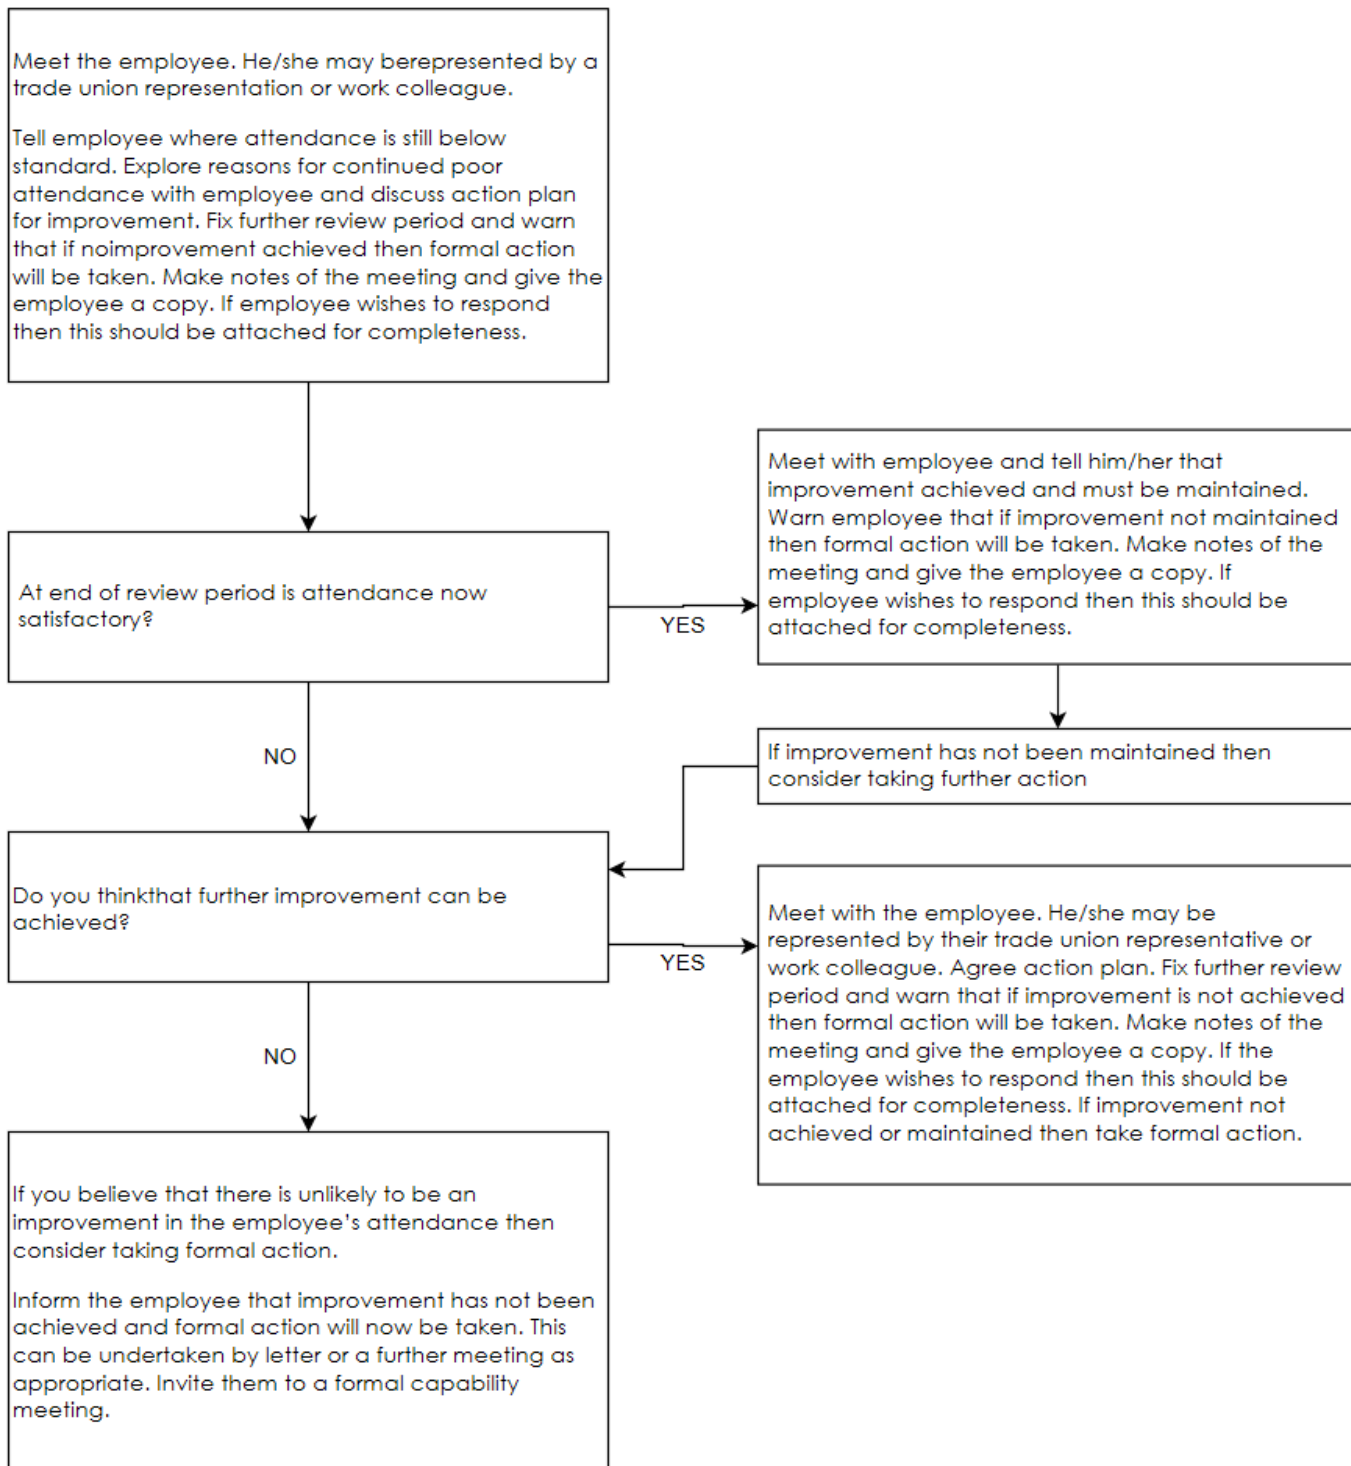 Meet the employee. He/she may berepresented by a
trade union representation or work colleague.
Tell employee where attendance is still below
standard. Explore reasons for continued poor
attendance with employee and discuss action plan
for improvement. Fix further review period and warn
that if noimprovement achieved then formal action
will be taken. Make notes of the meeting and give the
employee a copy. If employee wishes to respond
then this should be attached for completeness.
Meet with employee and tell him/her that
improvement achieved and must be maintained.
Warn employee that if improvement not maintained
then formal action will be taken. Make notes of the
meeting and give the employee a copy. If
employee wishes to respond then this should be
attached for completeness.
At end of review period is attendance now
satisfactory?
YES
NO
If improvement has not been maintained then
consider taking further action
Do you thinkthat further improvement can be
achieved?
YES
NO
Meet with the employee. He/she may be
represented by their trade union representative or
work colleague. Agree action plan. Fix further review
period and warn that if improvement is not achieved
then formal action will be taken. Make notes of the
meeting and give the employee a copy. If the
employee wishes to respond then this should be
attached for completeness. If improvement not
achieved or maintained then take formal action.
If you believe that there is unlikely to be an
improvement in the employee’s attendance then
consider taking formal action.
Inform the employee that improvement has not been
achieved and formal action will now be taken. This
can be undertaken by letter or a further meeting as
appropriate. Invite them to a formal capability
meeting.